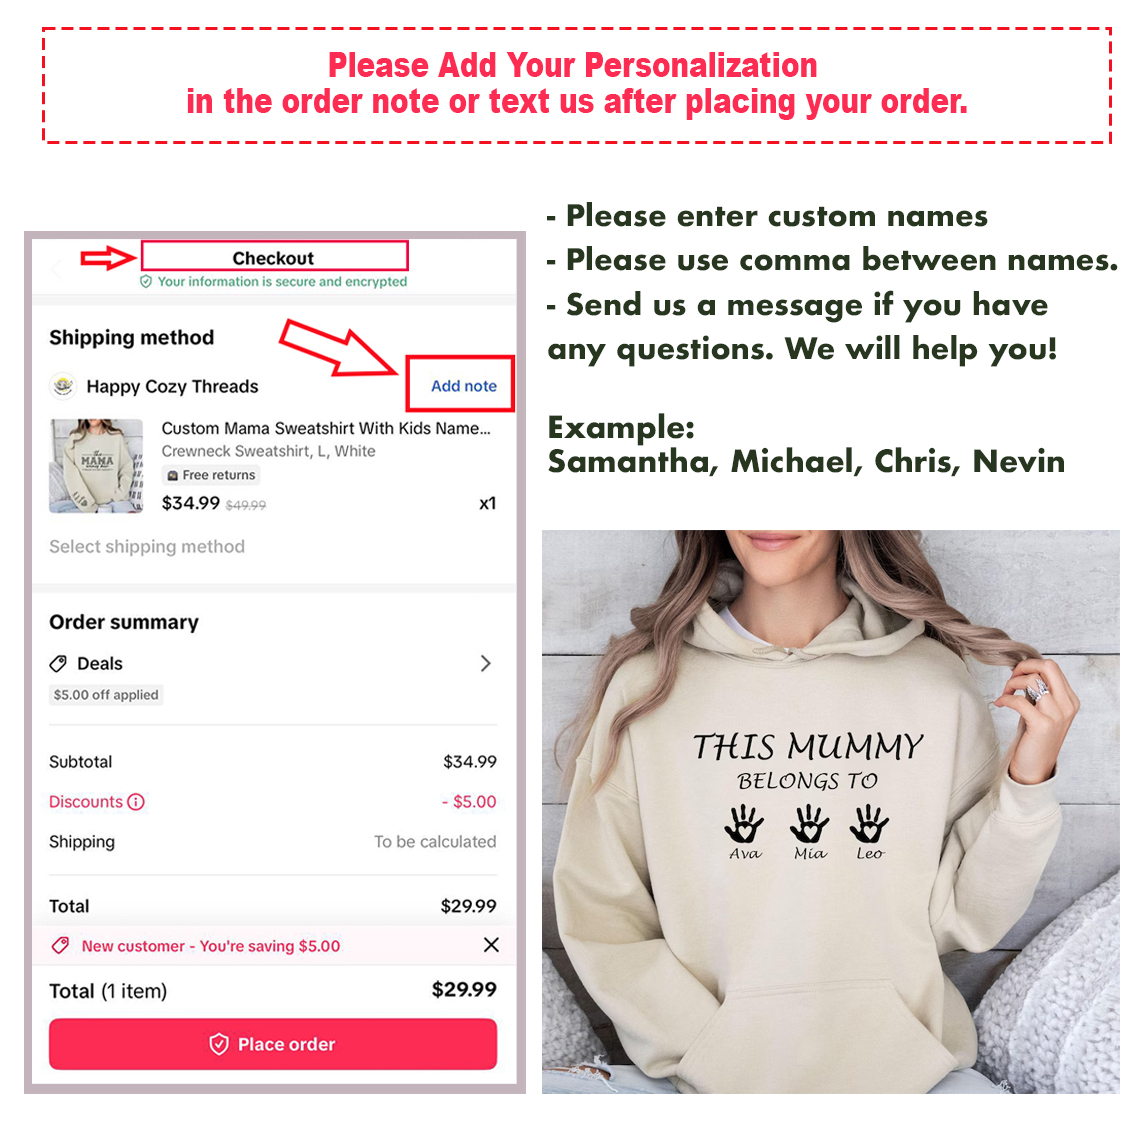 Please Add Your Personalization
in the order note or text us after placing your order.
Checkout
Your information is secure and encrypted
Shipping method
Happy Cozy Threads
Add note
Custom Mama Sweatshirt With Kids Name...
Crewneck Sweatshirt, L, White
Free returns
$34.99 $49.99
x1
MAMA
Select shipping method
Order summary
Deals
$5.00 off applied
Subtotal
$34.99
Discounts
- $5.00
Shipping
To be calculated
Total
$29.99
New customer - You're saving $5.00
Total (1 item)
$29.99
Place order
- Please enter custom names
- Please use comma between names.
- Send us a message if you have
any questions. We will help you!
Example:
Samantha, Michael, Chris, Nevin
THIS MUMMY
BELONGS TO
Ava Mia Leo